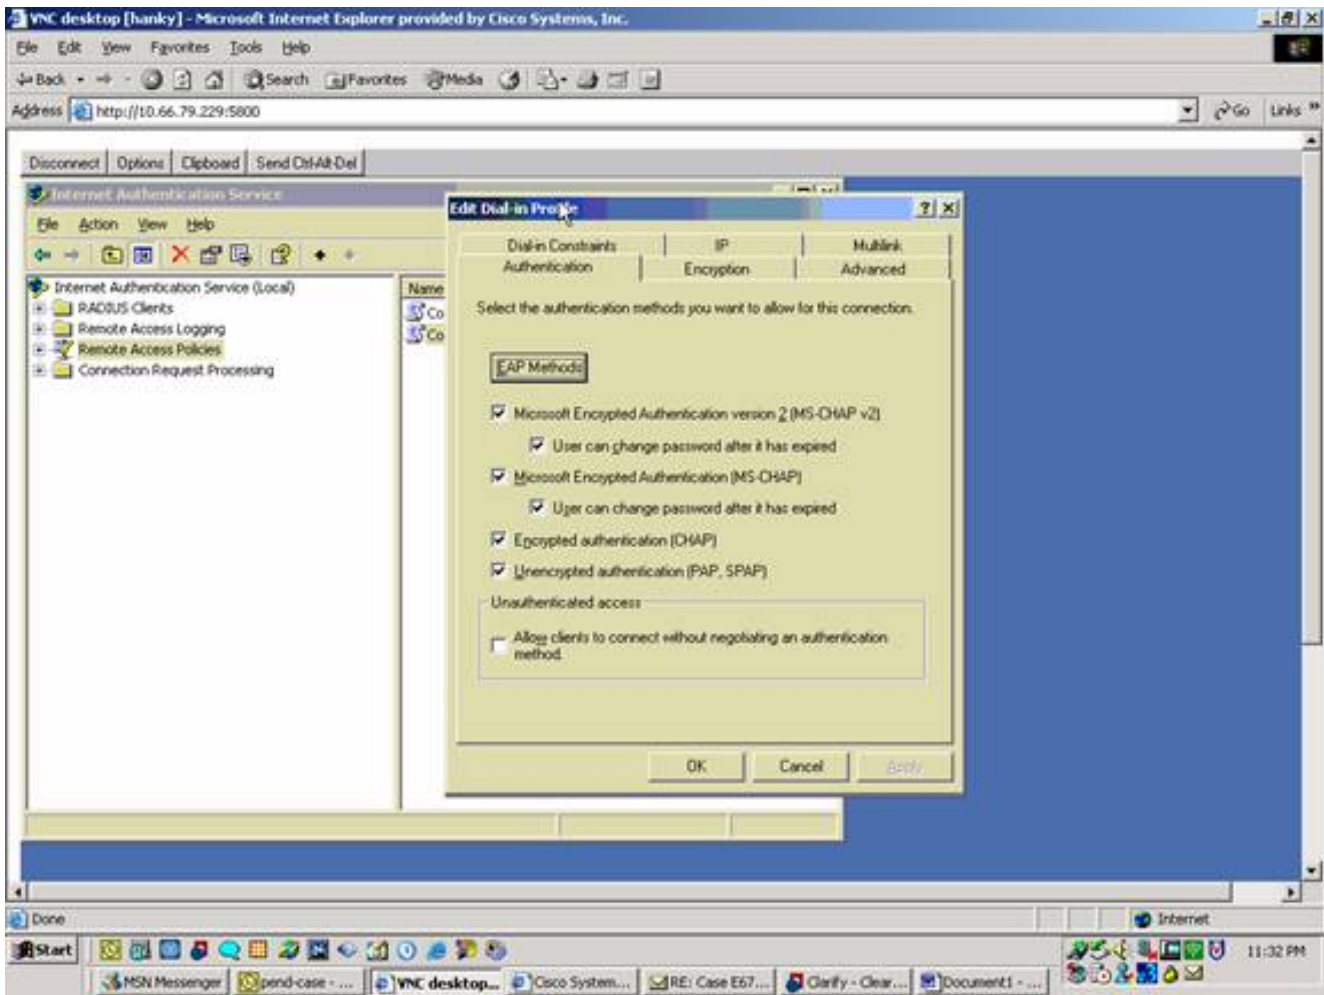 VNC desktop [hanky] - Microsoft Internet Explorer provided by Cisco Systems, Inc.
File Edit View Favorites Tools Help
Back Search Favorites Media
Address http://10.66.79.229:5800 Go Links »
Disconnect Options Clipboard Send Ctrl-Alt-Del
Internet Authentication Service
File Action View Help
Internet Authentication Service (Local)
RADIUS Clients
Remote Access Logging
Remote Access Policies
Connection Request Processing
Name
Co
Co
Edit Dial-in Profile
Dial-in Constraints IP Multilink
Authentication Encryption Advanced
Select the authentication methods you want to allow for this connection.
EAP Methods
Microsoft Encrypted Authentication version 2 (MS-CHAP v2)
User can change password after it has expired
Microsoft Encrypted Authentication (MS-CHAP)
User can change password after it has expired
Encrypted authentication (CHAP)
Unencrypted authentication (PAP, SPAP)
Unauthenticated access
Allow clients to connect without negotiating an authentication
method.
OK Cancel Apply
Done Internet
Start 11:32 PM
MSN Messenger pend-case - ... VNC desktop... Cisco System... RE: Case E67... Clarify - Clear... Document1 - ...